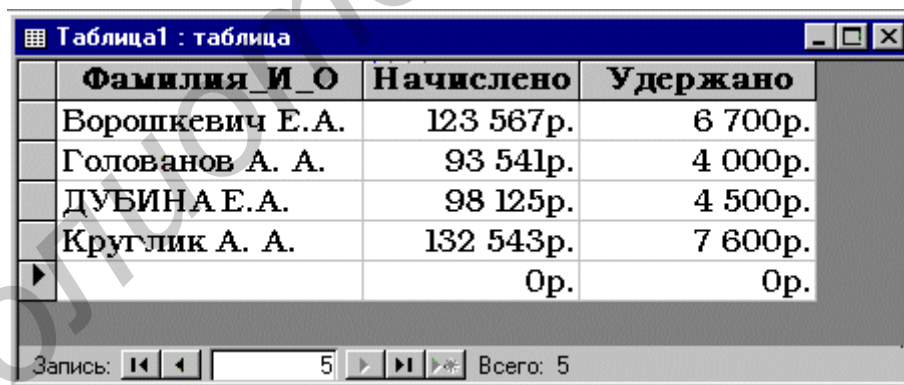 Таблица1 : таблица
Фамилия_И_О Начислено Удержано
Ворошкевич Е.А. 123 567р. 6 700р.
Голованов А. А. 93 541р. 4 000р.
ДУБИНА Е.А. 98 125р. 4 500р.
Круглик А. А. 132 543р. 7 600р.
0р. 0р.
Запись: 5 Всего: 5